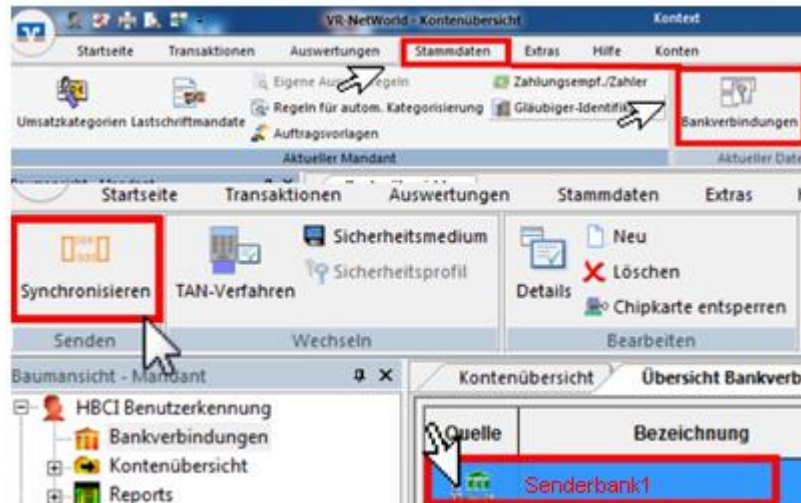 VR-NetWorld - Kontenübersicht Kontext
Startseite Transaktionen Auswertungen Stammdaten Extras Hilfe Konten
Eigene Zahlungsempf./Zahler
Umsatzkategorien Lastschriftmandate Regeln für autom. Kategorisierung Bankverbindungen
Auftragsvorlagen
Aktueller Mandant Aktueller
Startseite Transaktionen Auswertungen Stammdaten Extras
Synchronisieren TAN-Verfahren Sicherheitsmedium Details Neu
Sicherheitsprofil Löschen
Chipkarte entsperren
Senden Wechseln Bearbeiten
Baumansicht - Mandant Kontenübersicht Übersicht
HBCI Benutzerkennung
Bankverbindungen Quelle Bezeichnung
Kontenübersicht
Reports Senderbank1